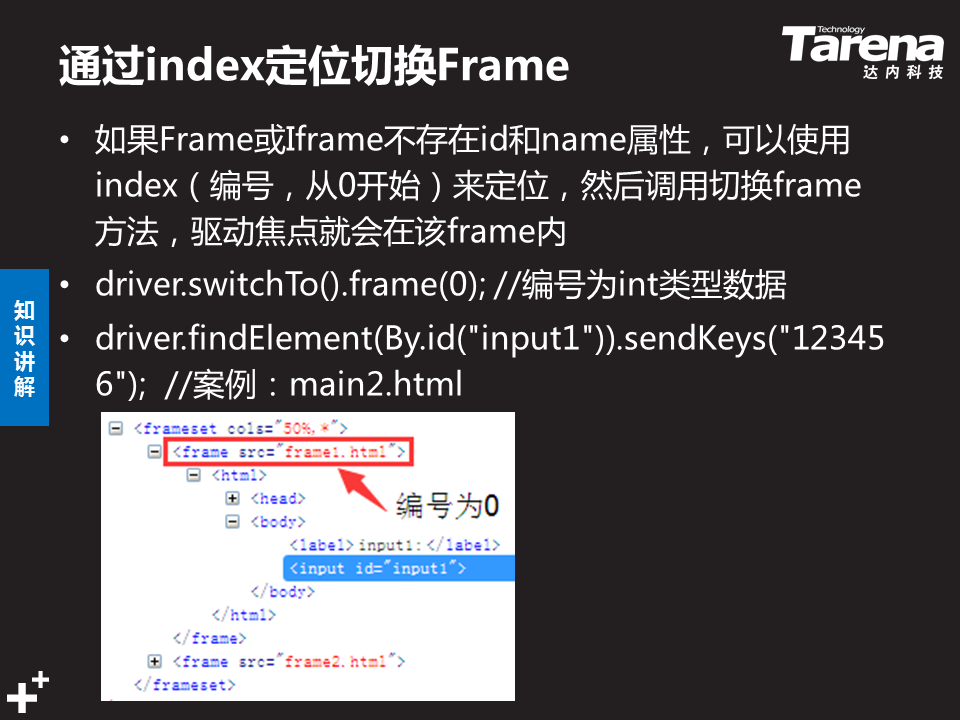 通过index定位切换Frame
Technology
Tarena
达内科技
• 如果Frame或Iframe不存在id和name属性，可以使用
index（编号，从0开始）来定位，然后调用切换frame
方法，驱动焦点就会在该frame内
• driver.switchTo().frame(0); //编号为int类型数据
• driver.findElement(By.id("input1")).sendKeys("12345
6");  //案例：main2.html
知
识
讲
解
<frameset cols="50%,*">
<frame src="frame1.html">
<html>
<head>
编号为0
<body>
<label>input1:</label>
<input id="input1">
</body>
</html>
</frame>
<frame src="frame2.html">
</frameset>